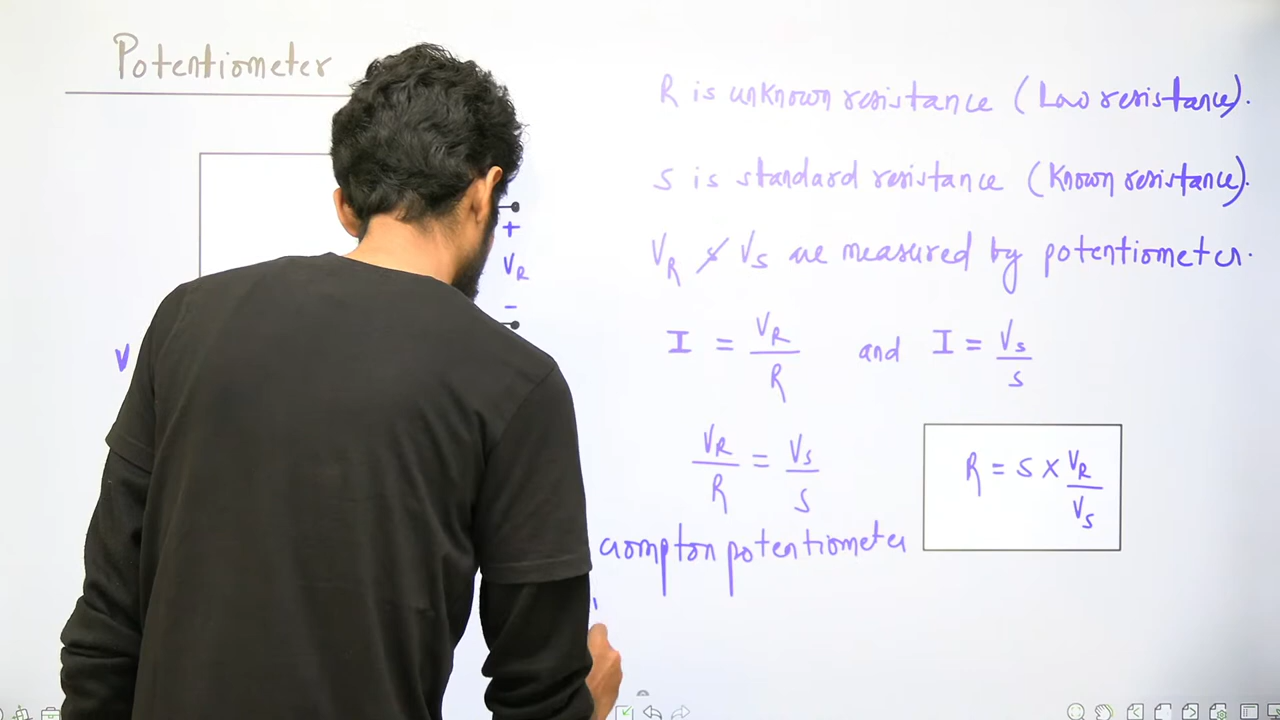 Potentiometer
+
VR
-
V
R is unknown resistance (Low resistance).
S is standard resistance (Known resistance).
VR & VS are measured by potentiometer.
I = VR/R and I = VS/S
VR/R = VS/S
R = S × VR/VS
crompton potentiometer